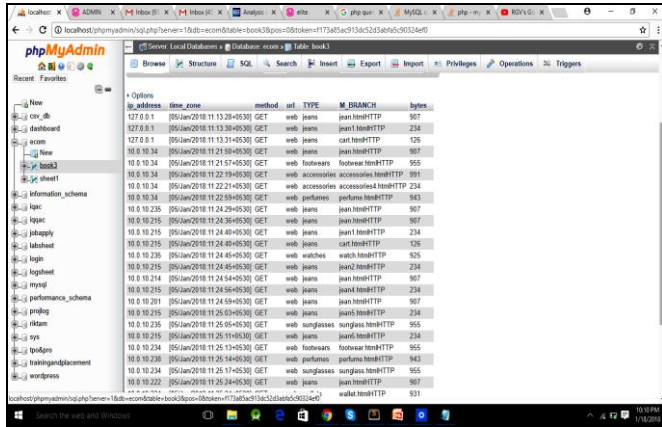 localhost
ADMIN
M Inbox
M Inbox
Analysis
elite
php que
MySQL
php - my
RGV's Go
localhost/phpmyadmin/sql.php?server=1&db=ecom&table=book3&pos=0&token=f173a85ac913dc52d3abfa5c90324ef0
phpMyAdmin
Recent Favorites
New
csv_db
dashboard
ecom
New
book3
sheet1
information_schema
iqac
iqqac
jobapply
labsheet
login
logsheet
mysql
performance_schema
projlog
riktam
sys
tpo&pro
trainingandplacement
wordpress
Server: Local Databases » Database: ecom » Table: book3
Browse Structure SQL Search Insert Export Import Privileges Operations Triggers
+ Options
ip_address time_zone method url TYPE M_BRANCH bytes
127.0.0.1 [05/Jan/2018:11:13:28+0530] GET web jeans jean.htmlHTTP 907
127.0.0.1 [05/Jan/2018:11:13:30+0530] GET web jeans jean1.htmlHTTP 234
127.0.0.1 [05/Jan/2018:11:13:31+0530] GET web jeans cart.htmlHTTP 126
10.0.10.34 [05/Jan/2018:11:21:50+0530] GET web jeans jean.htmlHTTP 907
10.0.10.34 [05/Jan/2018:11:21:57+0530] GET web footwears footwear.htmlHTTP 955
10.0.10.34 [05/Jan/2018:11:22:19+0530] GET web accessories accessories.htmlHTTP 991
10.0.10.34 [05/Jan/2018:11:22:21+0530] GET web accessories accessories4.htmlHTTP 234
10.0.10.34 [05/Jan/2018:11:22:59+0530] GET web perfumes perfume.htmlHTTP 943
10.0.10.235 [05/Jan/2018:11:24:29+0530] GET web jeans jean.htmlHTTP 907
10.0.10.215 [05/Jan/2018:11:24:36+0530] GET web jeans jean.htmlHTTP 907
10.0.10.215 [05/Jan/2018:11:24:40+0530] GET web jeans jean1.htmlHTTP 234
10.0.10.215 [05/Jan/2018:11:24:40+0530] GET web jeans cart.htmlHTTP 126
10.0.10.235 [05/Jan/2018:11:24:45+0530] GET web watches watch.htmlHTTP 925
10.0.10.215 [05/Jan/2018:11:24:45+0530] GET web jeans jean2.htmlHTTP 234
10.0.10.214 [05/Jan/2018:11:24:54+0530] GET web jeans jean.htmlHTTP 907
10.0.10.215 [05/Jan/2018:11:24:56+0530] GET web jeans jean4.htmlHTTP 234
10.0.10.201 [05/Jan/2018:11:24:59+0530] GET web jeans jean.htmlHTTP 907
10.0.10.215 [05/Jan/2018:11:25:03+0530] GET web jeans jean5.htmlHTTP 234
10.0.10.235 [05/Jan/2018:11:25:05+0530] GET web sunglasses sunglass.htmlHTTP 955
10.0.10.215 [05/Jan/2018:11:25:11+0530] GET web jeans jean6.htmlHTTP 234
10.0.10.234 [05/Jan/2018:11:25:13+0530] GET web footwears footwear.htmlHTTP 955
10.0.10.238 [05/Jan/2018:11:25:14+0530] GET web perfumes perfume.htmlHTTP 943
10.0.10.234 [05/Jan/2018:11:25:17+0530] GET web sunglasses sunglass.htmlHTTP 955
10.0.10.222 [05/Jan/2018:11:25:24+0530] GET web jeans jean.htmlHTTP 907
wallet.htmlHTTP 931
localhost/phpmyadmin/sql.php?server=1&db=ecom&table=book3&pos=0&token=f173a85ac913dc52d3abfa5c90324ef0
Search the web and Windows
10:10 PM
1/18/2018